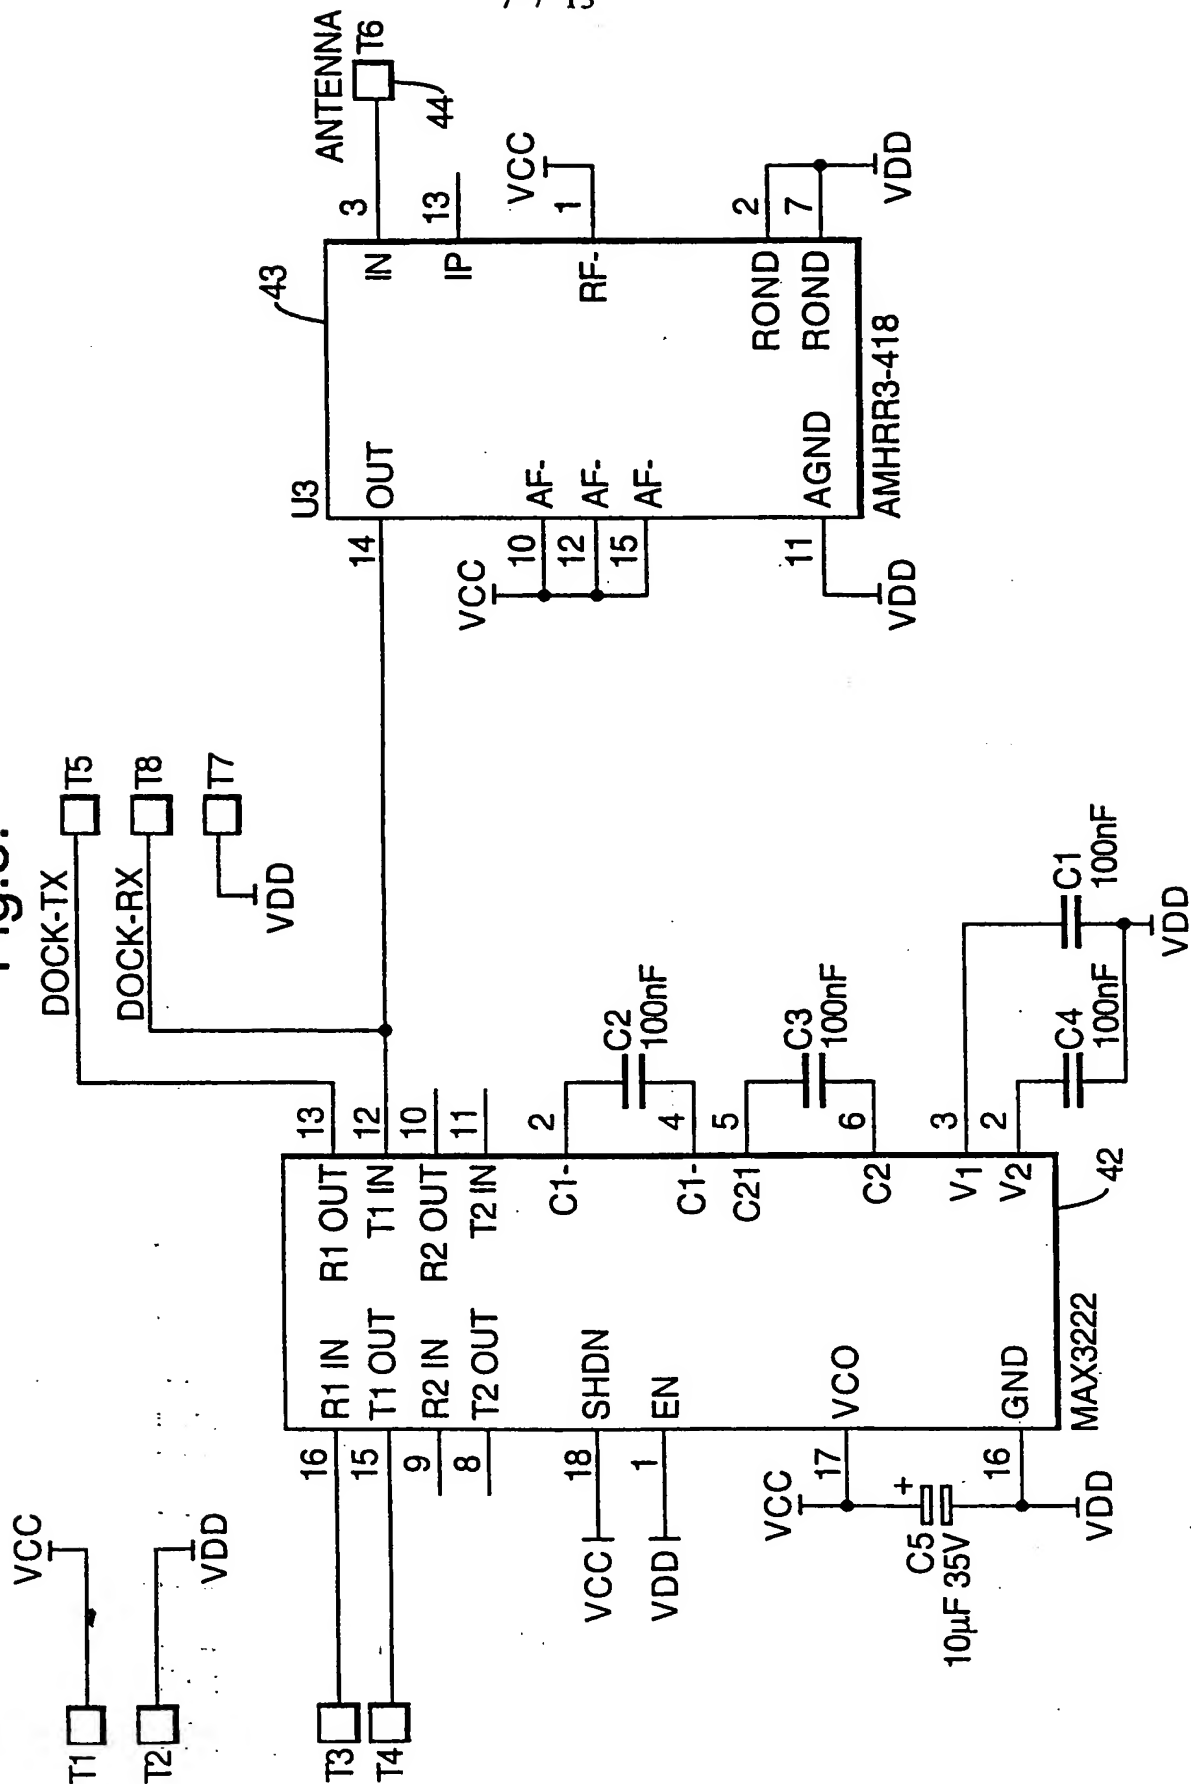 7 / 13
T1
VCC
T2
VDD
T3
T4
DOCK-TX
T5
DOCK-RX
T8
T7
VDD
16
R1 IN
R1 OUT
13
15
T1 OUT
T1 IN
12
9
R2 IN
R2 OUT
10
8
T2 OUT
T2 IN
11
VCC
18
SHDN
VDD
1
EN
C1-
2
C2
100nF
C1-
4
C21
5
C3
100nF
C2
6
VCC
17
VCO
V1
3
C1
100nF
16
GND
V2
2
C4
100nF
VDD
C5
+
10µF 35V
VDD
MAX3222
42
U3
43
14
OUT
IN
3
ANTENNA
T6
44
IP
13
VCC
10
AF-
12
AF-
15
AF-
RF-
1
VCC
11
AGND
VDD
ROND
2
ROND
7
VDD
AMHRR3-418